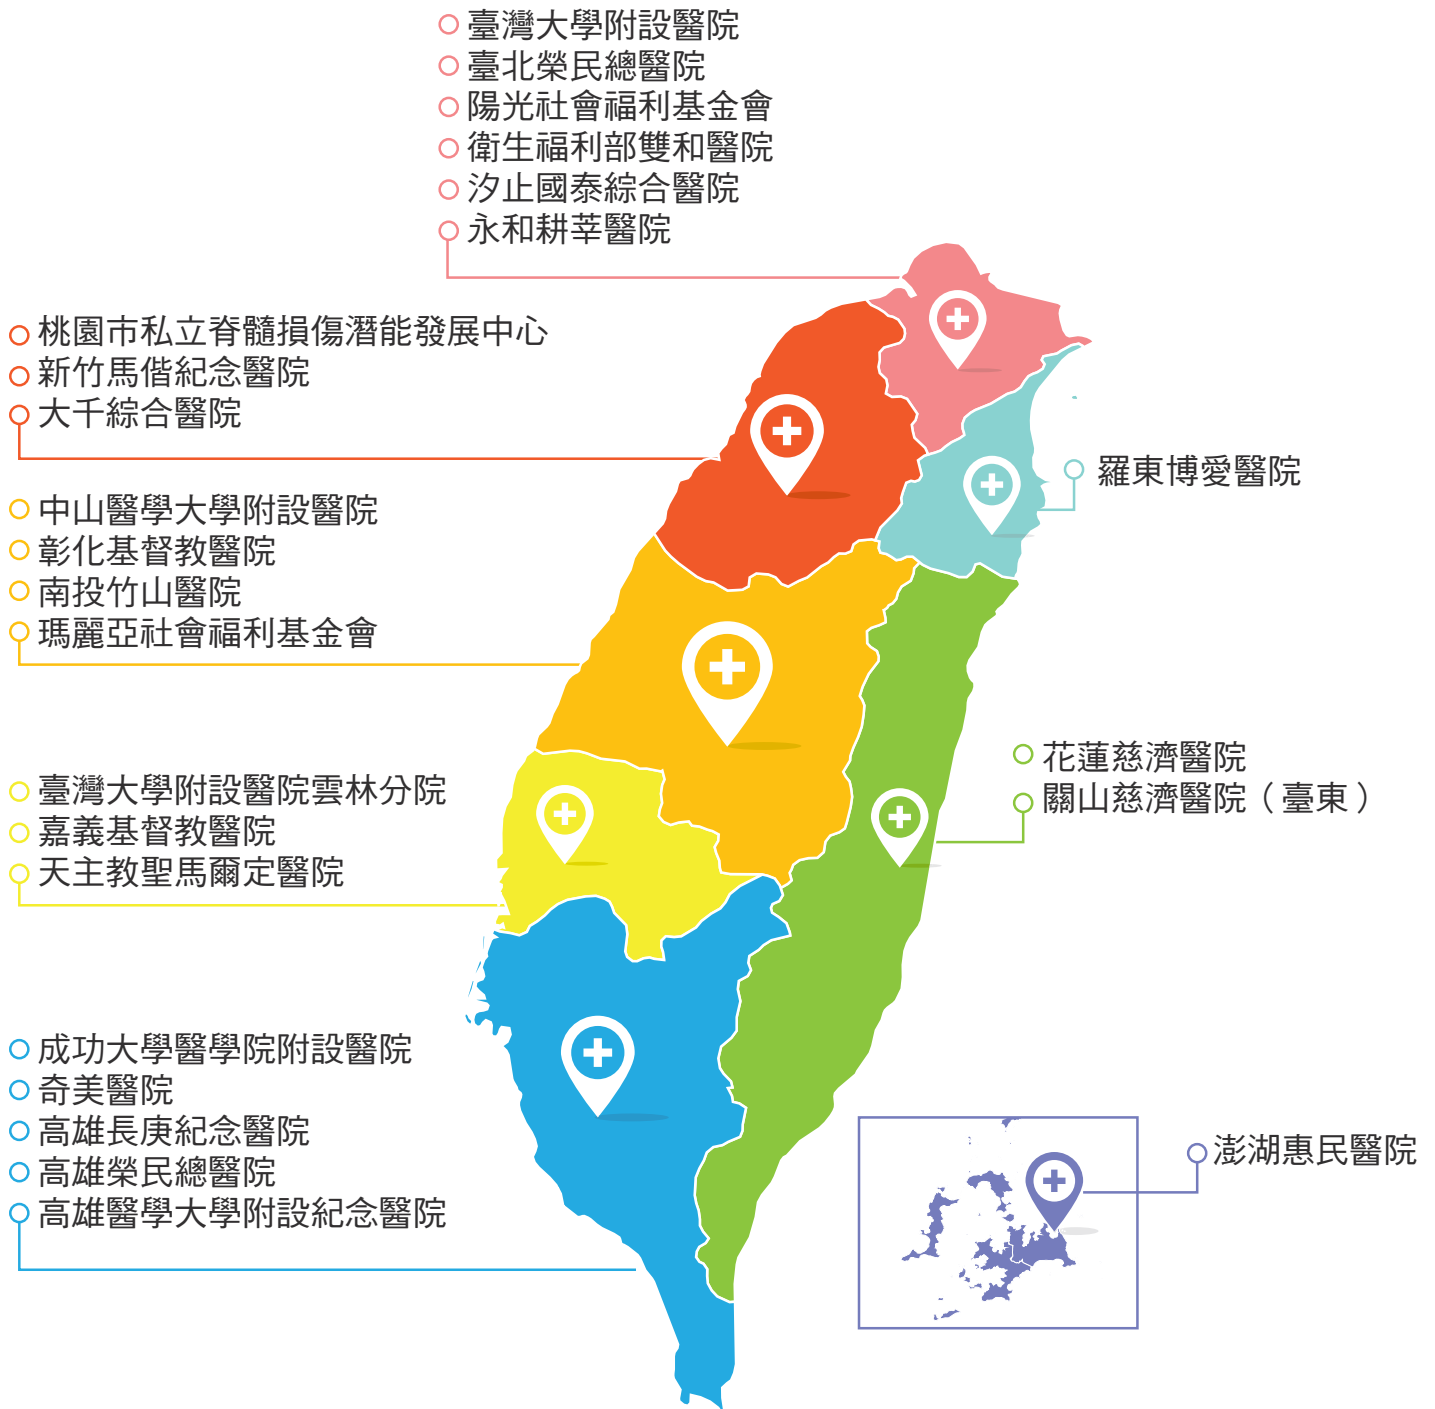 臺灣大學附設醫院
臺北榮民總醫院
陽光社會福利基金會
衛生福利部雙和醫院
汐止國泰綜合醫院
永和耕莘醫院
桃園市私立脊髓損傷潛能發展中心
新竹馬偕紀念醫院
大千綜合醫院
羅東博愛醫院
中山醫學大學附設醫院
彰化基督教醫院
南投竹山醫院
瑪麗亞社會福利基金會
花蓮慈濟醫院
關山慈濟醫院（臺東）
臺灣大學附設醫院雲林分院
嘉義基督教醫院
天主教聖馬爾定醫院
成功大學醫學院附設醫院
奇美醫院
高雄長庚紀念醫院
高雄榮民總醫院
高雄醫學大學附設紀念醫院
澎湖惠民醫院